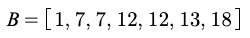 B = [ 1, 7, 7, 12, 12, 13, 18 ]